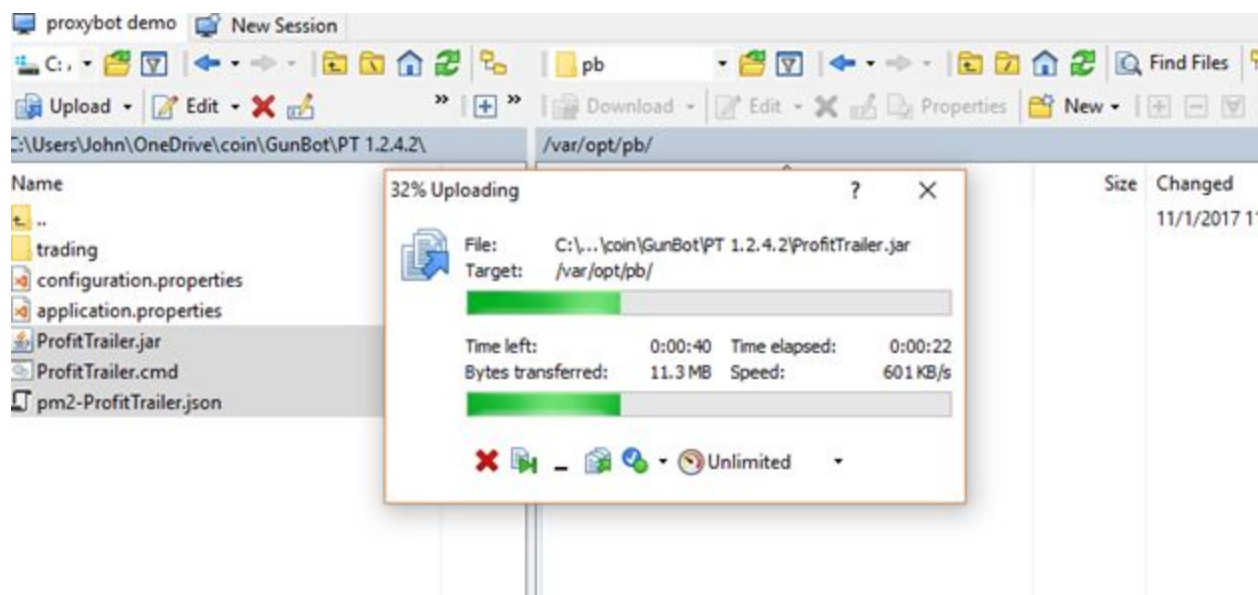 proxybot demo New Session
C: pb Find Files
Upload Edit » » Download Edit Properties New
C:\Users\John\OneDrive\coin\GunBot\PT 1.2.4.2\ /var/opt/pb/
Name Size Changed
.. 11/1/2017
trading
configuration.properties
application.properties
ProfitTrailer.jar
ProfitTrailer.cmd
pm2-ProfitTrailer.json
32% Uploading ? ×
File: C:\...\coin\GunBot\PT 1.2.4.2\ProfitTrailer.jar
Target: /var/opt/pb/
Time left: 0:00:40 Time elapsed: 0:00:22
Bytes transferred: 11.3 MB Speed: 601 KB/s
Unlimited